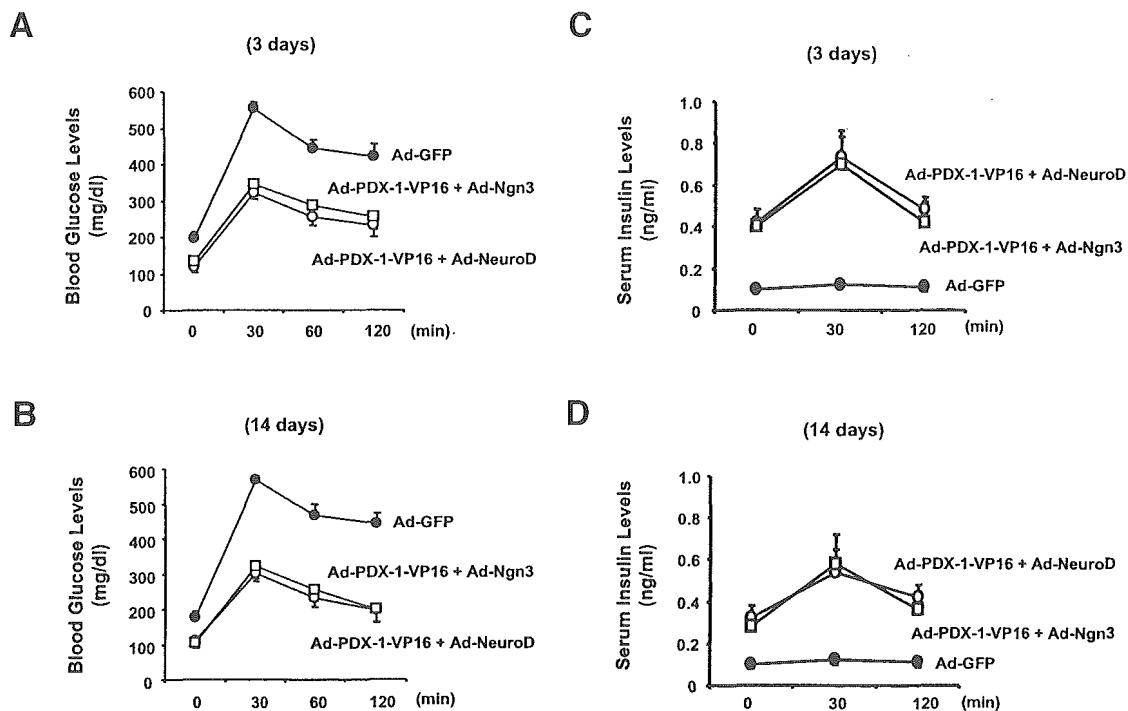 A
(3 days)
Blood Glucose Levels
(mg/dl)
600
500
400
300
200
100
0
0 30 60 120 (min)
Ad-GFP
Ad-PDX-1-VP16 + Ad-Ngn3
Ad-PDX-1-VP16 + Ad-NeuroD
C
(3 days)
Serum Insulin Levels
(ng/ml)
1.0
0.8
0.6
0.4
0.2
0
0 30 120 (min)
Ad-PDX-1-VP16 + Ad-NeuroD
Ad-PDX-1-VP16 + Ad-Ngn3
Ad-GFP
B
(14 days)
Blood Glucose Levels
(mg/dl)
600
500
400
300
200
100
0
0 30 60 120 (min)
Ad-GFP
Ad-PDX-1-VP16 + Ad-Ngn3
Ad-PDX-1-VP16 + Ad-NeuroD
D
(14 days)
Serum Insulin Levels
(ng/ml)
1.0
0.8
0.6
0.4
0.2
0
0 30 120 (min)
Ad-PDX-1-VP16 + Ad-NeuroD
Ad-PDX-1-VP16 + Ad-Ngn3
Ad-GFP